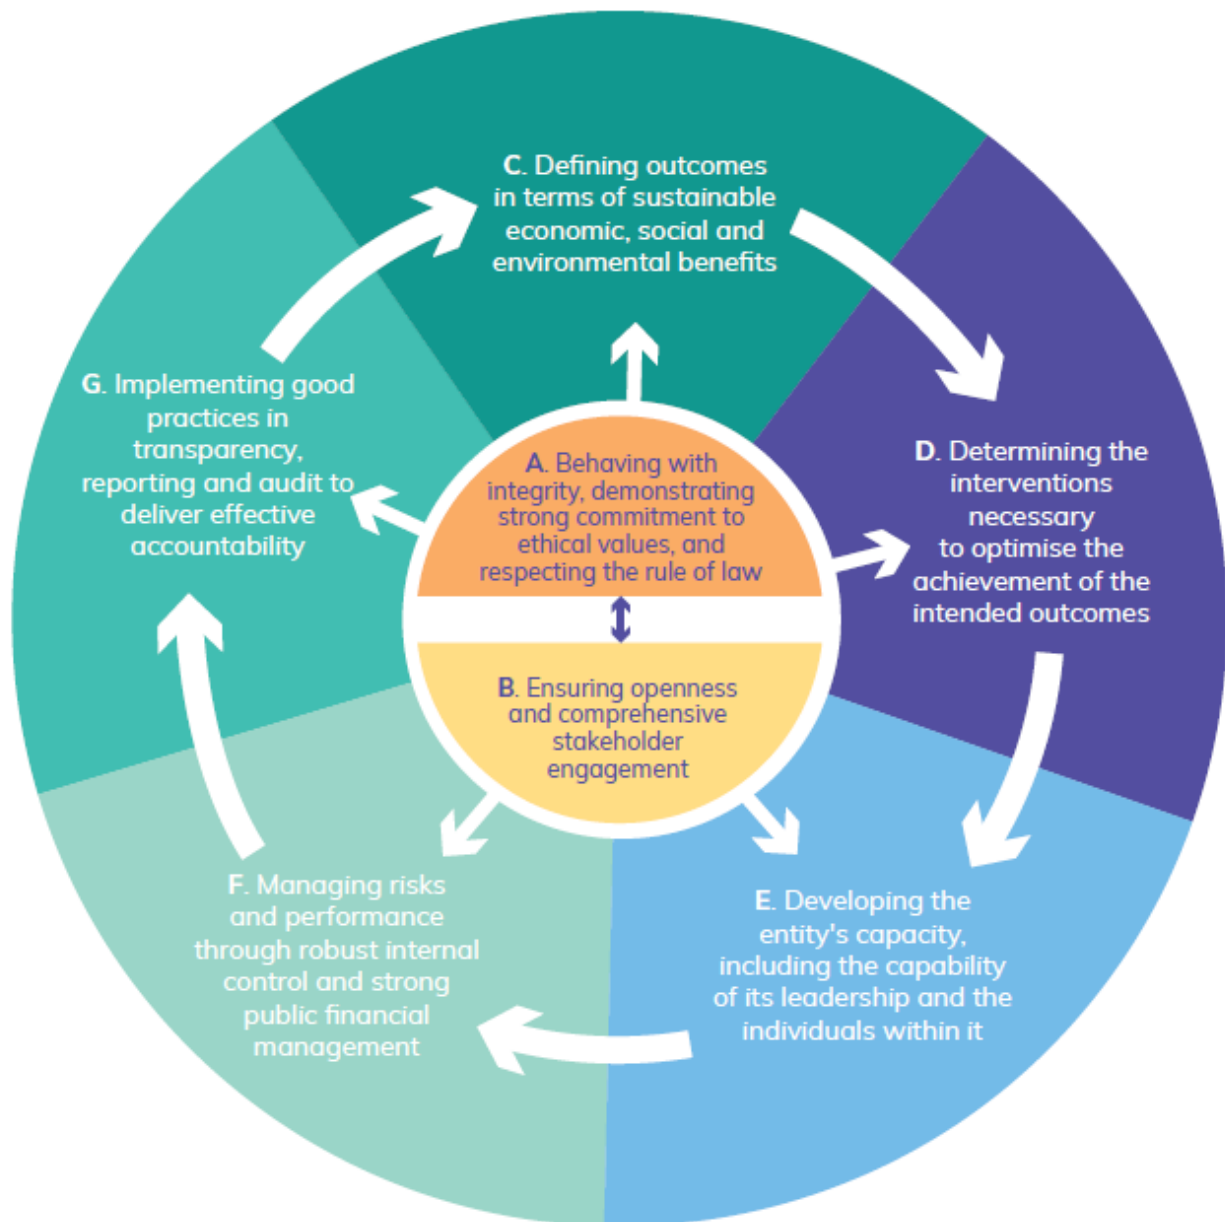 C. Defining outcomes
in terms of sustainable
economic, social and
environmental benefits
D. Determining the
interventions
necessary
to optimise the
achievement of the
intended outcomes
E. Developing the
entity's capacity,
including the capability
of its leadership and the
individuals within it
F. Managing risks
and performance
through robust internal
control and strong
public financial
management
G. Implementing good
practices in
transparency,
reporting and audit to
deliver effective
accountability
A. Behaving with
integrity, demonstrating
strong commitment to
ethical values, and
respecting the rule of law
B. Ensuring openness
and comprehensive
stakeholder
engagement